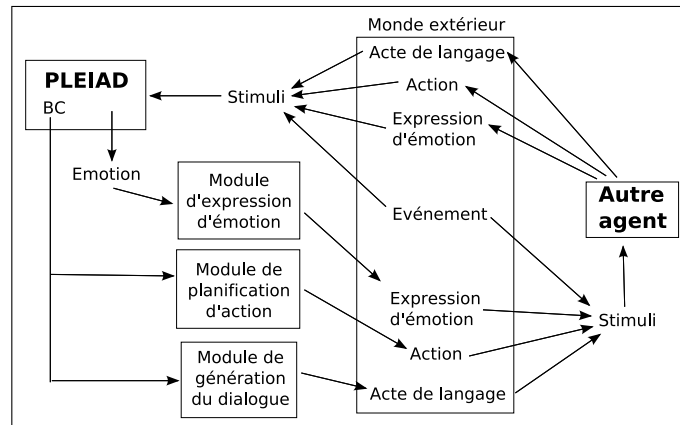 Monde extérieur
Acte de langage
PLEIAD
BC
Stimuli
Action
Expression
d'émotion
Emotion
Module
d'expression
d'émotion
Evénement
Autre
agent
Module de
planification
d'action
Expression
d'émotion
Stimuli
Action
Module de
génération
du dialogue
Acte de langage